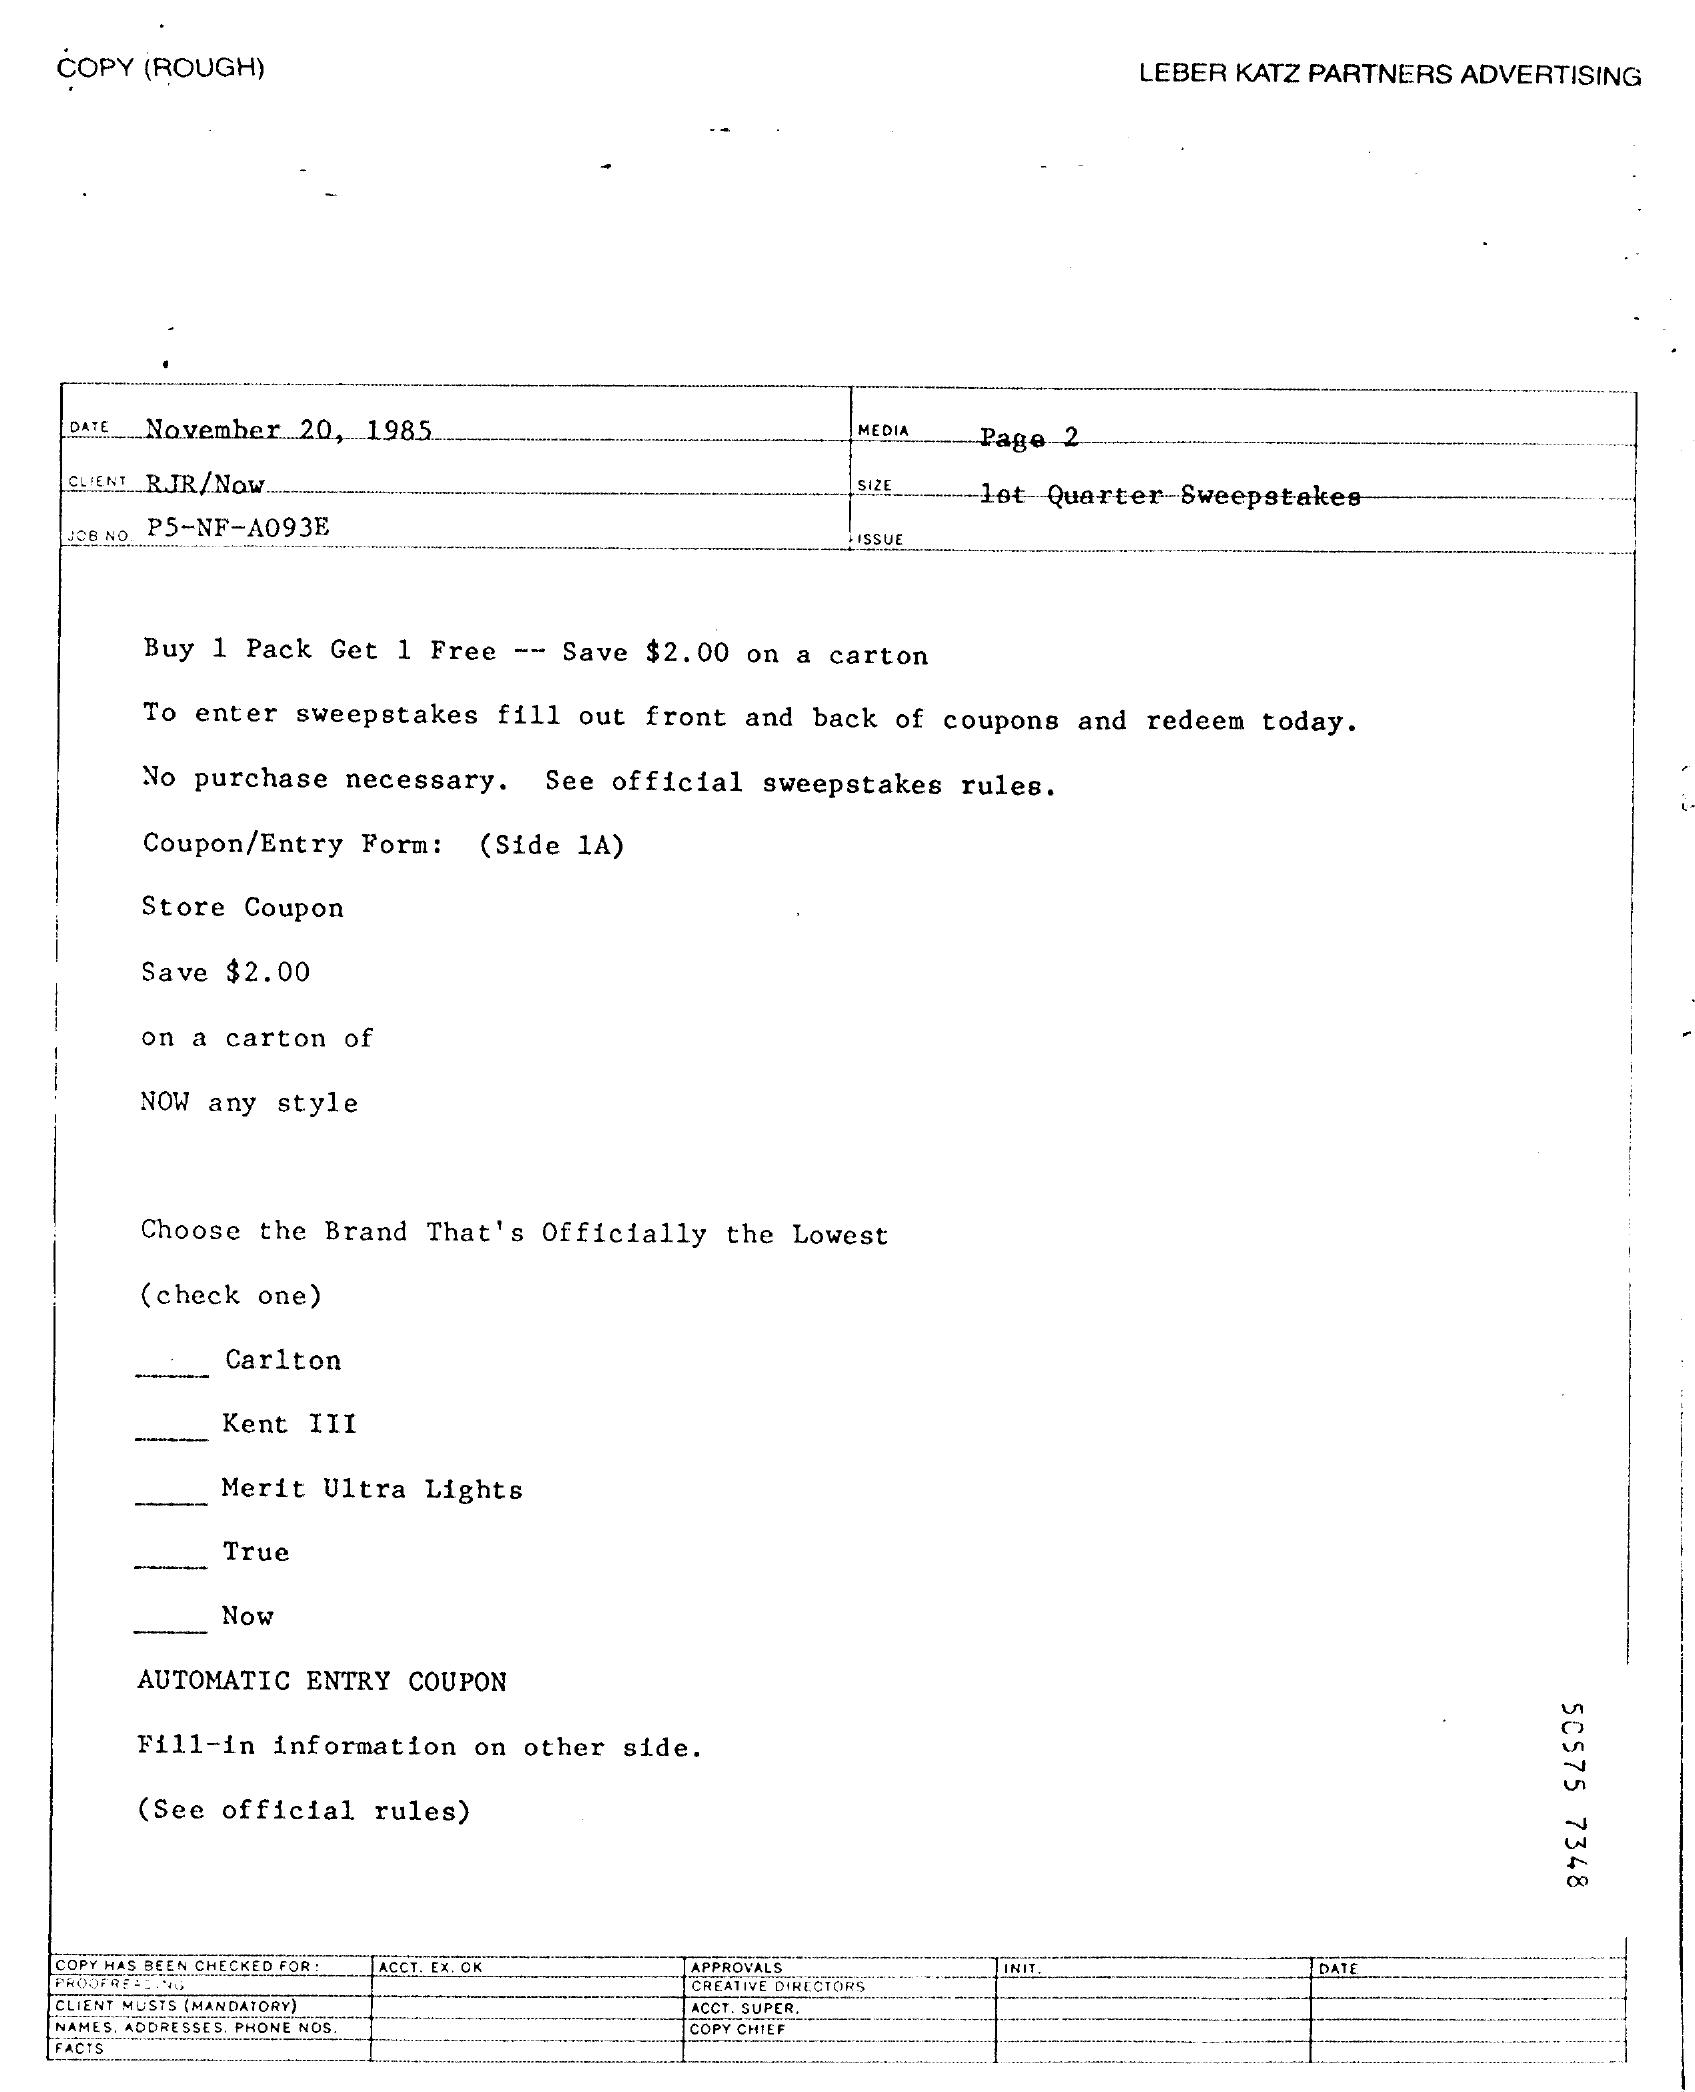 COPY (ROUGH)
LEBER KATZ PARTNERS ADVERTISING
DATE November 20, 1985
MEDIA Page 2
CLIENT RJR/Now
SIZE 1st Quarter Sweepstakes
JOB NO. P5-NF-A093E
ISSUE
Buy 1 Pack Get 1 Free -- Save $2.00 on a carton
To enter sweepstakes fill out front and back of coupons and redeem today.
No purchase necessary. See official sweepstakes rules.
Coupon/Entry Form: (Side 1A)
Store Coupon
Save $2.00
on a carton of
NOW any style
Choose the Brand That's Officially the Lowest
(check one)
____ Carlton
____ Kent III
____ Merit Ultra Lights
____ True
____ Now
AUTOMATIC ENTRY COUPON
Fill-in information on other side.
(See official rules)
50575 7348
COPY HAS BEEN CHECKED FOR: ACCT. EX. OK APPROVALS INIT. DATE
PROOFREADING CREATIVE DIRECTORS
CLIENT MUSTS (MANDATORY) ACCT. SUPER.
NAMES, ADDRESSES, PHONE NOS. COPY CHIEF
FACTS